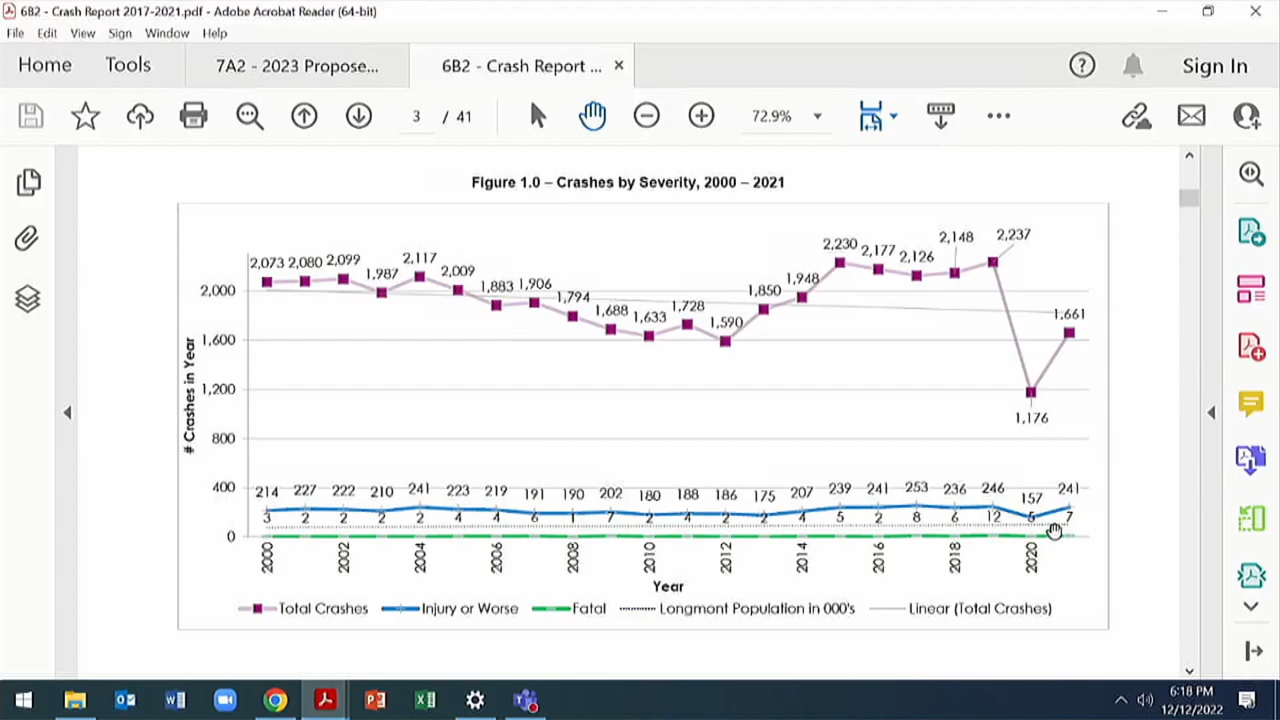 6B2 - Crash Report 2017-2021.pdf - Adobe Acrobat Reader (64-bit)
File Edit View Sign Window Help
Home Tools 7A2 - 2023 Propose... 6B2 - Crash Report ... × Sign In
3 / 41 72.9%
Figure 1.0 – Crashes by Severity, 2000 – 2021
# Crashes in Year
2,000
1,600
1,200
800
400
0
2,073 2,080 2,099 1,987 2,117 2,009 1,883 1,906 1,794 1,688 1,633 1,728 1,590 1,850 1,948 2,230 2,177 2,126 2,148 2,237 1,176 1,661
214 227 222 210 241 223 219 191 190 202 180 188 186 175 207 239 241 253 236 246 157 241
3 2 2 2 2 4 4 6 1 7 2 4 2 2 4 5 2 8 6 12 5 7
2000 2002 2004 2006 2008 2010 2012 2014 2016 2018 2020
Year
Total Crashes Injury or Worse Fatal Longmont Population in 000's Linear (Total Crashes)
6:18 PM
12/12/2022